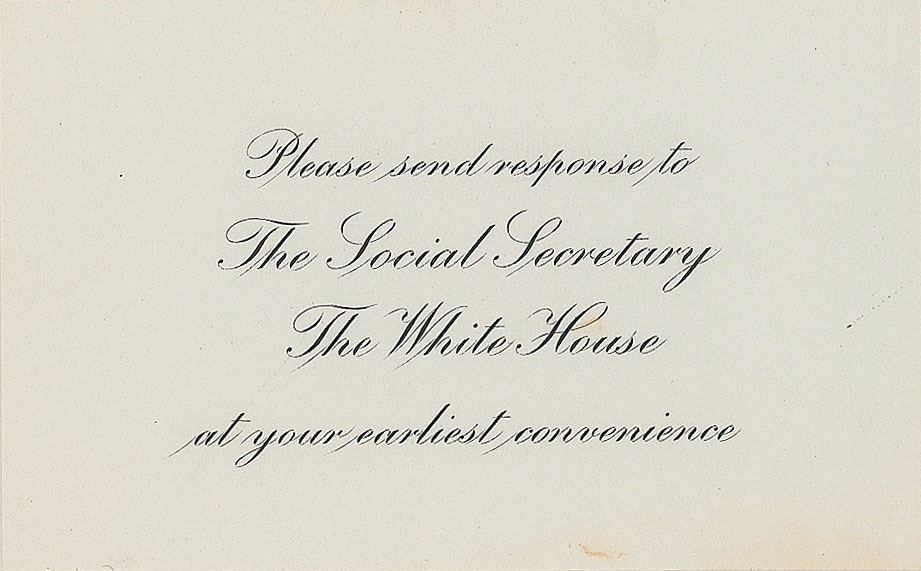 Please send response to
The Social Secretary
The White House
at your earliest convenience